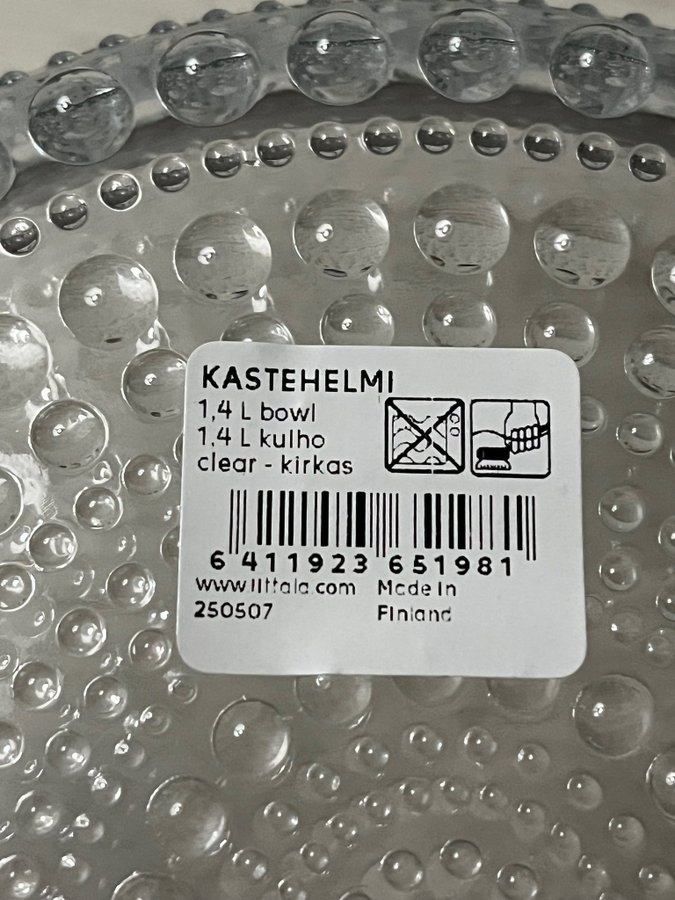 KASTEHELMI
1,4 L bowl
1,4 L kulho
clear - kirkas
6 411923 651981
www.iittala.com Made in
250507 Finland